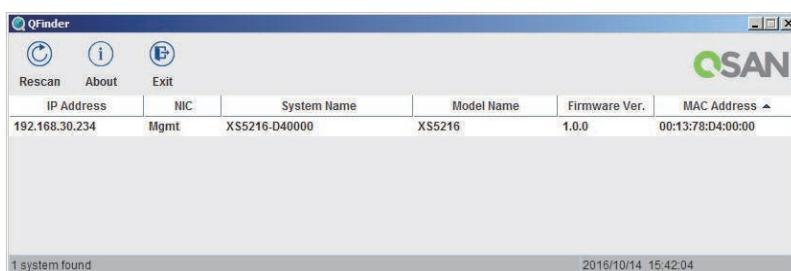 QFinder
Rescan About Exit
QSAN
IP Address NIC System Name Model Name Firmware Ver. MAC Address
192.168.30.234 Mgmt XS5216-D40000 XS5216 1.0.0 00:13:78:D4:00:00
1 system found 2016/10/14 15:42:04